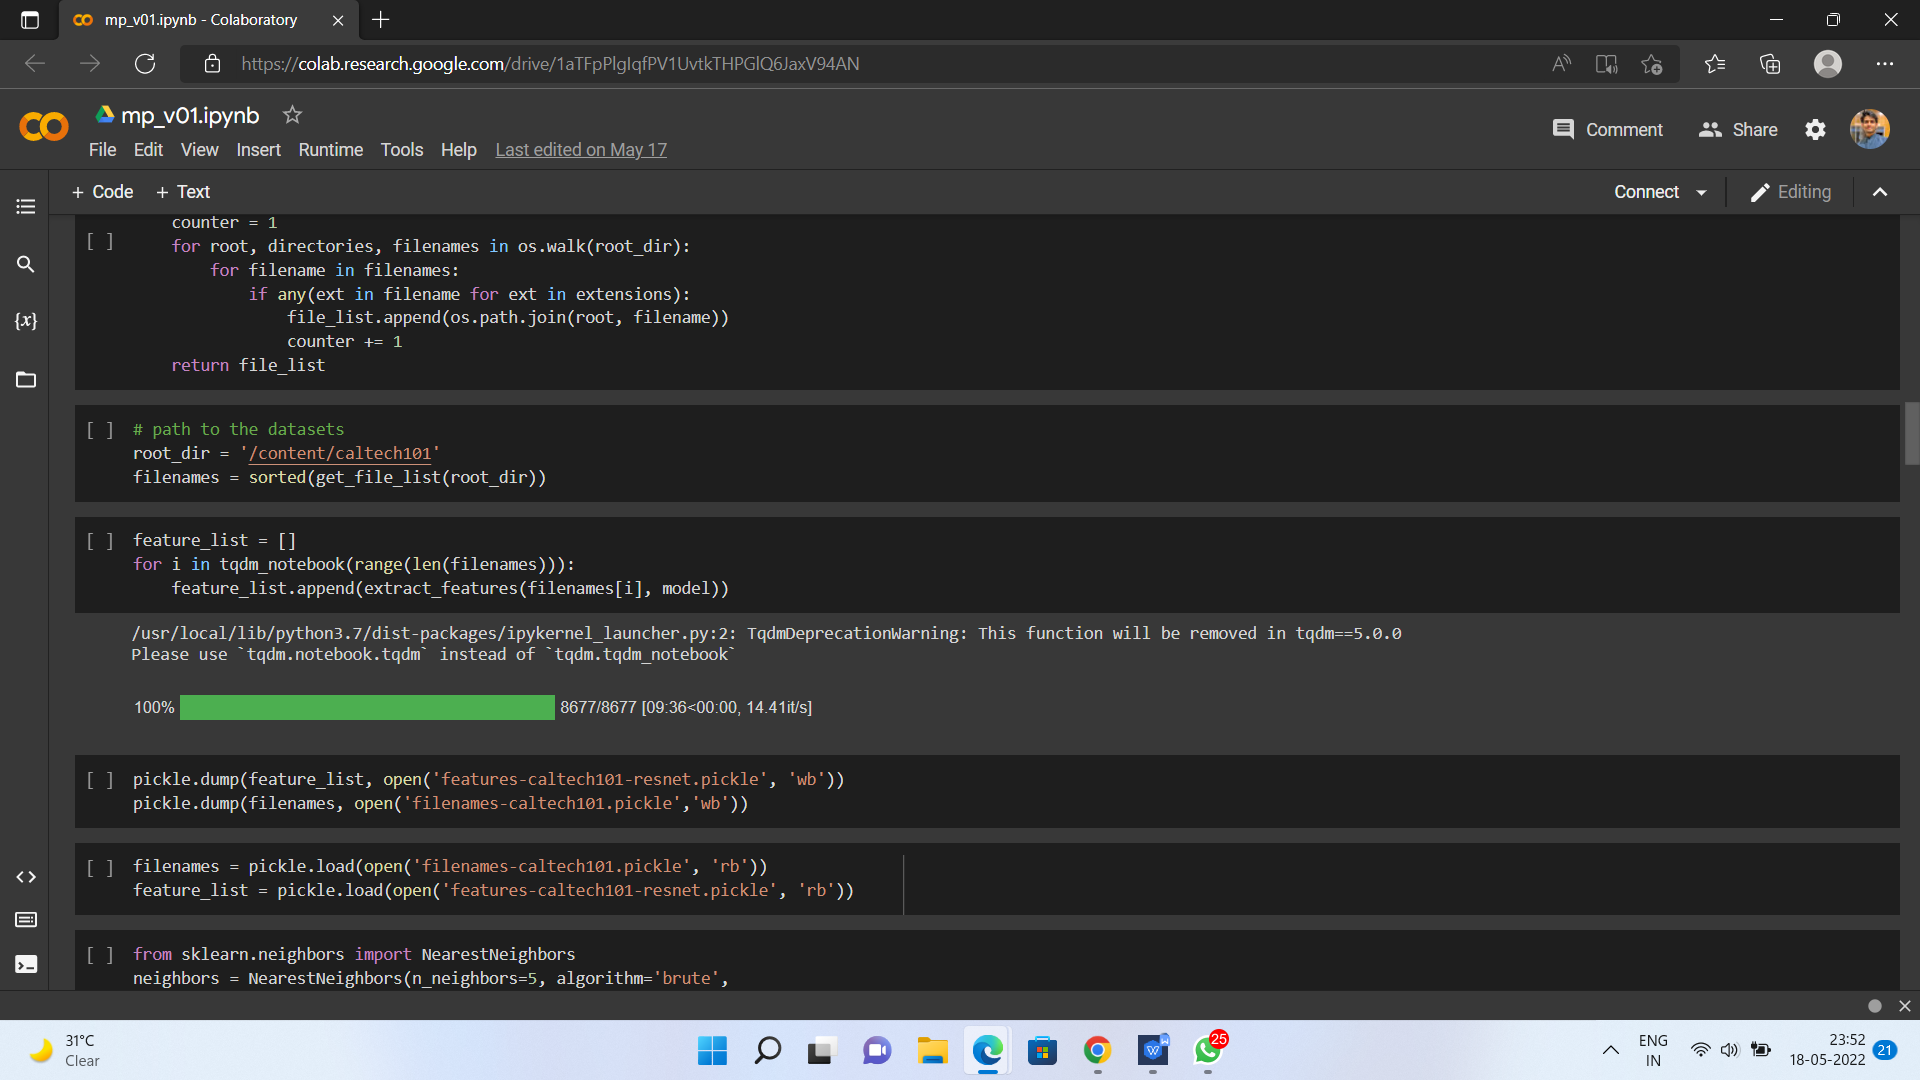 mp_v01.ipynb - Colaboratory
https://colab.research.google.com/drive/1aTFpPlglqfPV1UvtkTHPGlQ6JaxV94AN
mp_v01.ipynb
Comment
Share
File Edit View Insert Runtime Tools Help Last edited on May 17
+ Code + Text
Connect
Editing
counter = 1
[ ] for root, directories, filenames in os.walk(root_dir):
for filename in filenames:
if any(ext in filename for ext in extensions):
file_list.append(os.path.join(root, filename))
counter += 1
return file_list
[ ] # path to the datasets
root_dir = '/content/caltech101'
filenames = sorted(get_file_list(root_dir))
[ ] feature_list = []
for i in tqdm_notebook(range(len(filenames))):
feature_list.append(extract_features(filenames[i], model))
/usr/local/lib/python3.7/dist-packages/ipykernel_launcher.py:2: TqdmDeprecationWarning: This function will be removed in tqdm==5.0.0
Please use `tqdm.notebook.tqdm` instead of `tqdm.tqdm_notebook`
100% 8677/8677 [09:36<00:00, 14.41it/s]
[ ] pickle.dump(feature_list, open('features-caltech101-resnet.pickle', 'wb'))
pickle.dump(filenames, open('filenames-caltech101.pickle','wb'))
[ ] filenames = pickle.load(open('filenames-caltech101.pickle', 'rb'))
feature_list = pickle.load(open('features-caltech101-resnet.pickle', 'rb'))
[ ] from sklearn.neighbors import NearestNeighbors
neighbors = NearestNeighbors(n_neighbors=5, algorithm='brute',
{x}
31°C
Clear
25
ENG
IN
23:52
18-05-2022
21